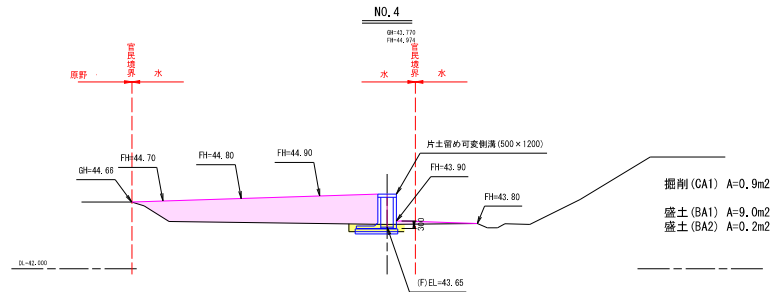 NO.4
GH=43.770
FH=44.974
官民境界
官民境界
原野
水
水
水
片土留め可変側溝(500×1200)
FH=44.90
FH=44.80
FH=44.70
GH=44.66
FH=43.90
FH=43.80
掘削(CA1) A=0.9m2
盛土(BA1) A=9.0m2
盛土(BA2) A=0.2m2
300
DL=42.000
(F)EL=43.65